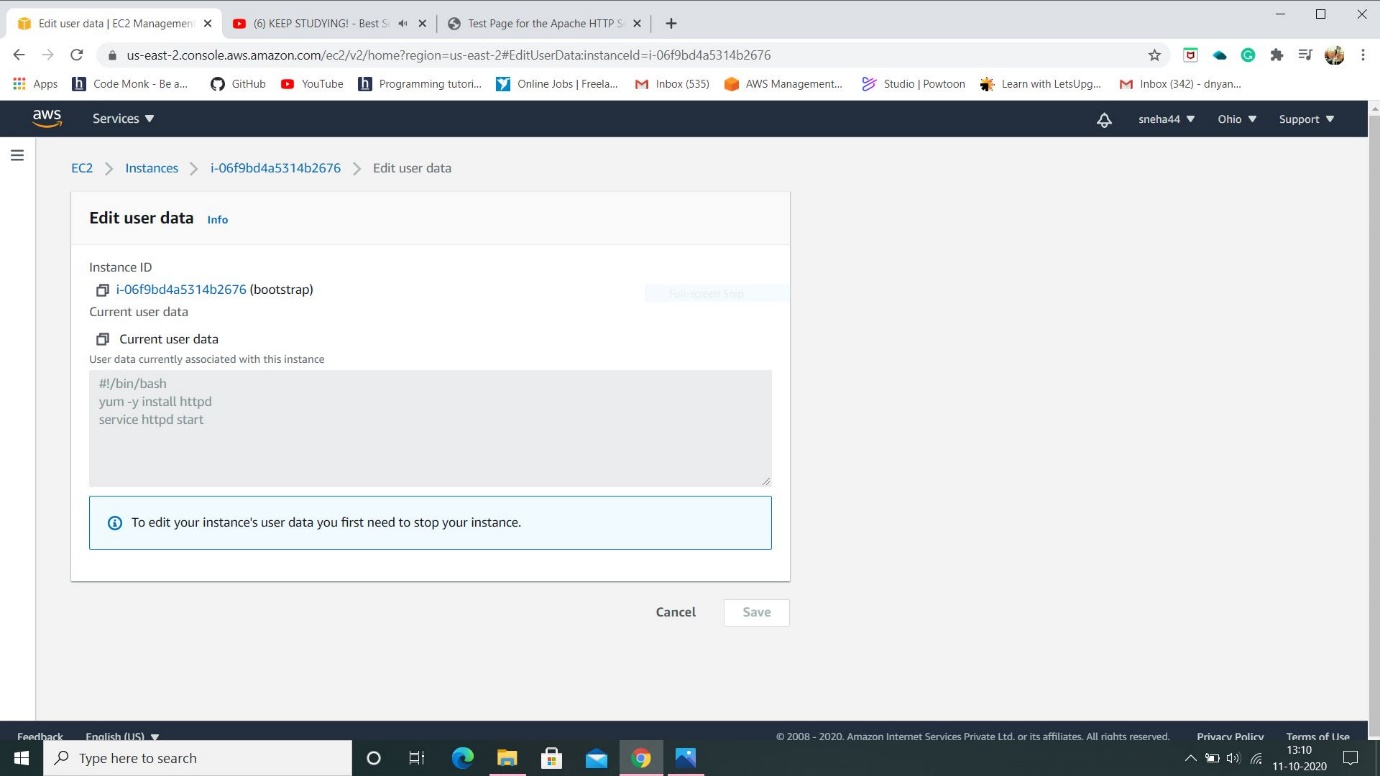 Edit user data | EC2 Management
(6) KEEP STUDYING! - Best S
Test Page for the Apache HTTP S
us-east-2.console.aws.amazon.com/ec2/v2/home?region=us-east-2#EditUserData:instanceId=i-06f9bd4a5314b2676
Apps
Code Monk - Be a...
GitHub
YouTube
Programming tutori...
Online Jobs | Freela...
Inbox (535)
AWS Management...
Studio | Powtoon
Learn with LetsUpg...
Inbox (342) - dnyan...
aws
Services
sneha44
Ohio
Support
EC2
Instances
i-06f9bd4a5314b2676
Edit user data
Edit user data Info
Instance ID
i-06f9bd4a5314b2676 (bootstrap)
Full-screen Snip
Current user data
Current user data
User data currently associated with this instance
#!/bin/bash
yum -y install httpd
service httpd start
To edit your instance's user data you first need to stop your instance.
Cancel
Save
Feedback
English (US)
© 2008 - 2020, Amazon Internet Services Private Ltd. or its affiliates. All rights reserved.
Privacy Policy
Terms of Use
Type here to search
13:10
11-10-2020